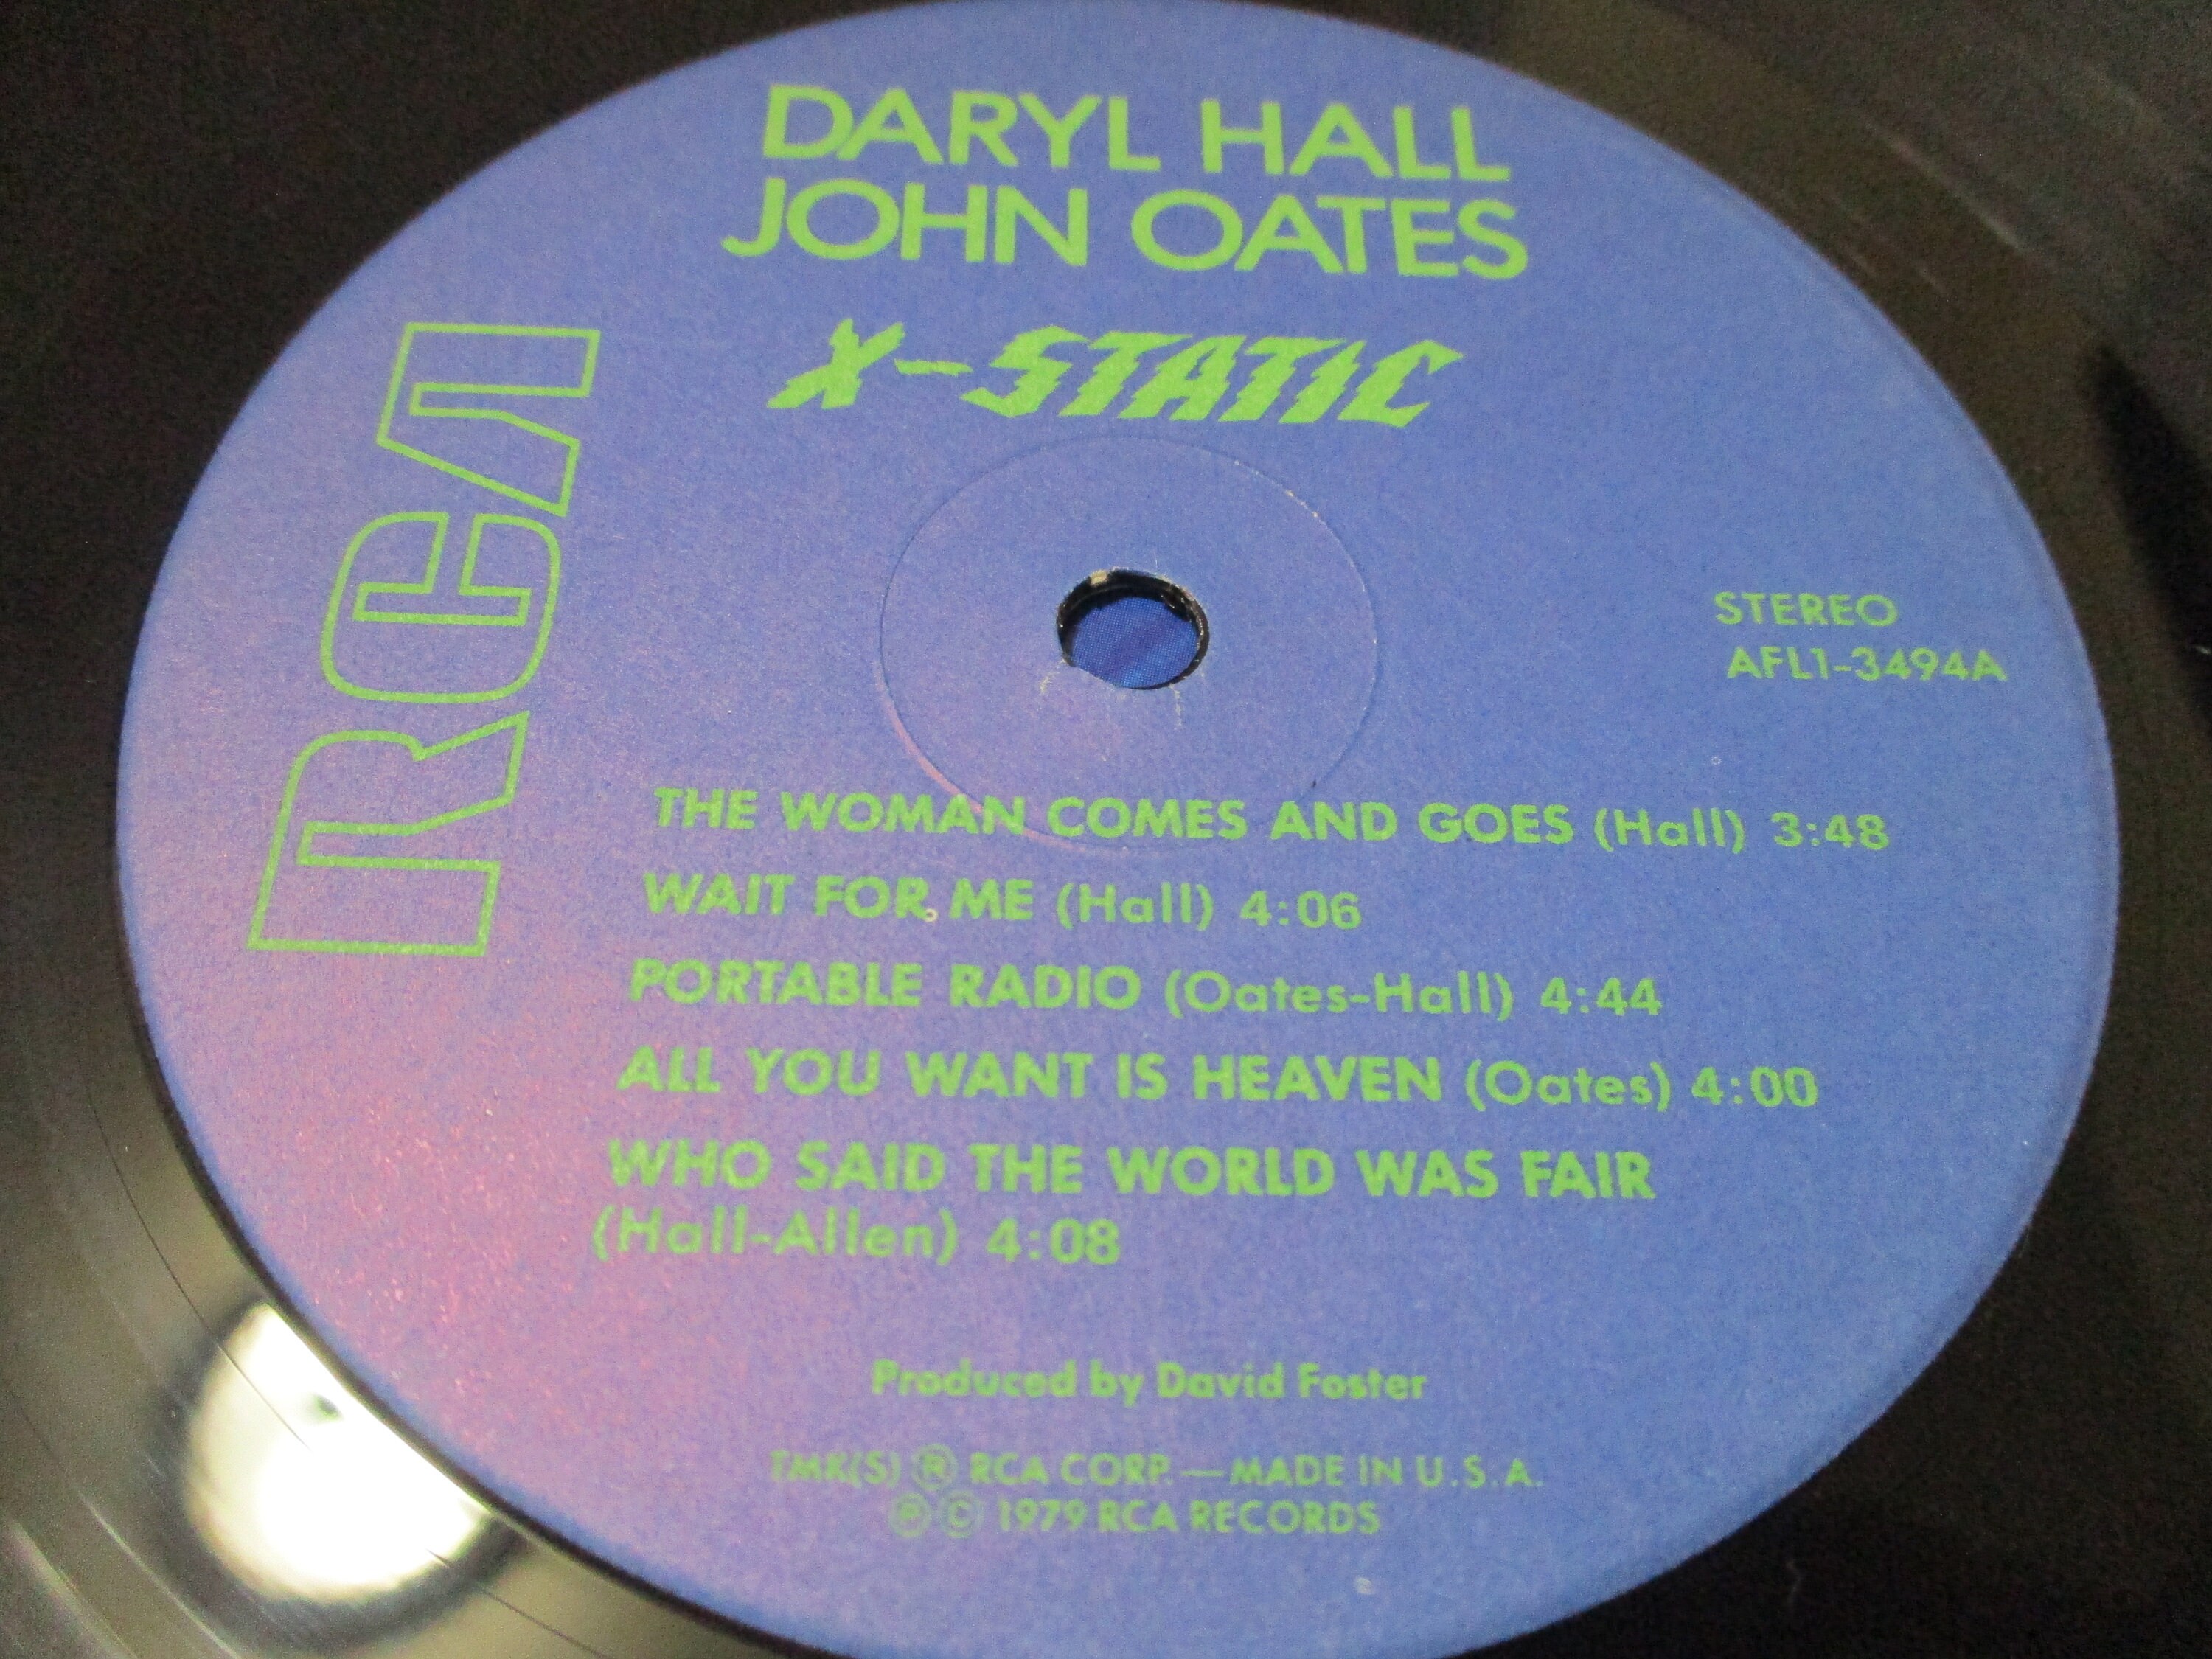 DARYL HALL
JOHN OATES
X-STATIC
RCA
STEREO
AFL1-3494A
THE WOMAN COMES AND GOES (Hall) 3:48
WAIT FOR ME (Hall) 4:06
PORTABLE RADIO (Oates-Hall) 4:44
ALL YOU WANT IS HEAVEN (Oates) 4:00
WHO SAID THE WORLD WAS FAIR
(Hall-Allen) 4:08
Produced by David Foster
TMK(S) ® RCA CORP.—MADE IN U.S.A.
℗ © 1979 RCA RECORDS